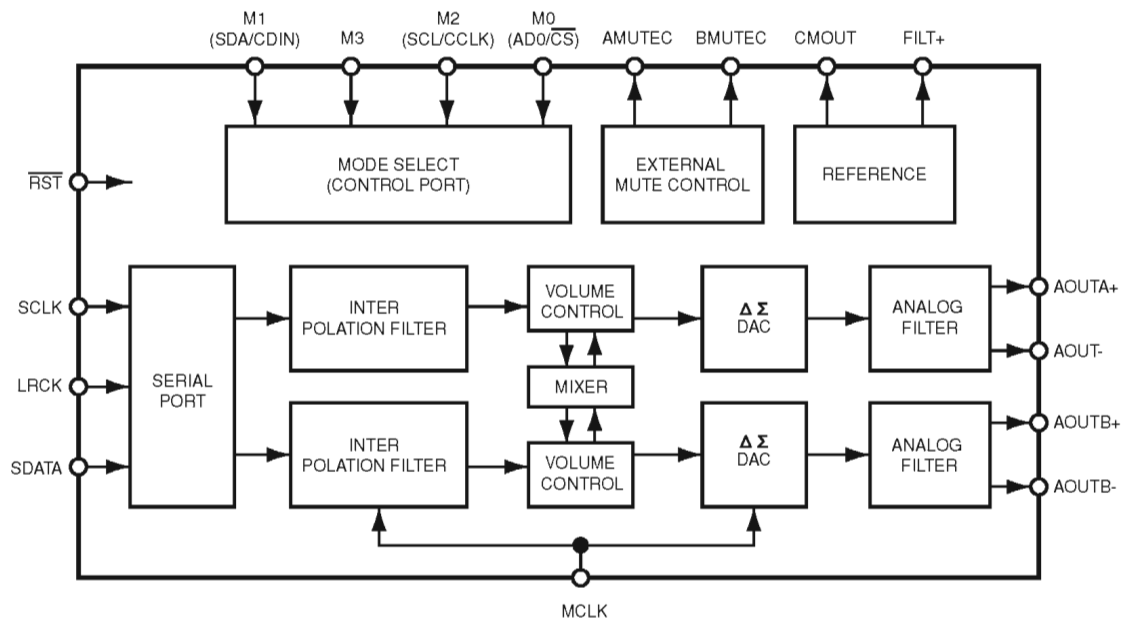 M1
(SDA/CDIN)
M3
M2
(SCL/CCLK)
M0
(AD0/CS)
AMUTEC
BMUTEC
CMOUT
FILT+
MODE SELECT
(CONTROL PORT)
EXTERNAL
MUTE CONTROL
REFERENCE
RST
SCLK
LRCK
SDATA
SERIAL
PORT
INTER
POLATION FILTER
VOLUME
CONTROL
Δ Σ
DAC
ANALOG
FILTER
AOUTA+
AOUT-
MIXER
INTER
POLATION FILTER
VOLUME
CONTROL
Δ Σ
DAC
ANALOG
FILTER
AOUTB+
AOUTB-
MCLK